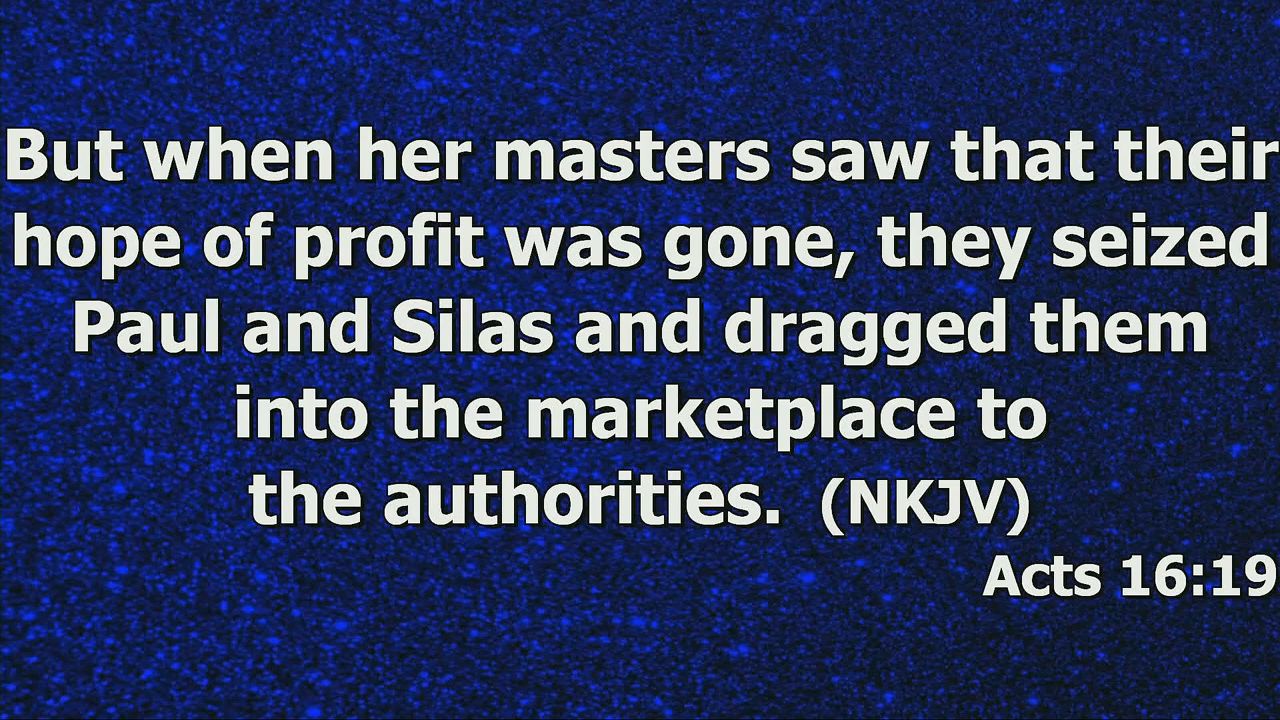 But when her masters saw that their
hope of profit was gone, they seized
Paul and Silas and dragged them
into the marketplace to
the authorities. (NKJV)
Acts 16:19